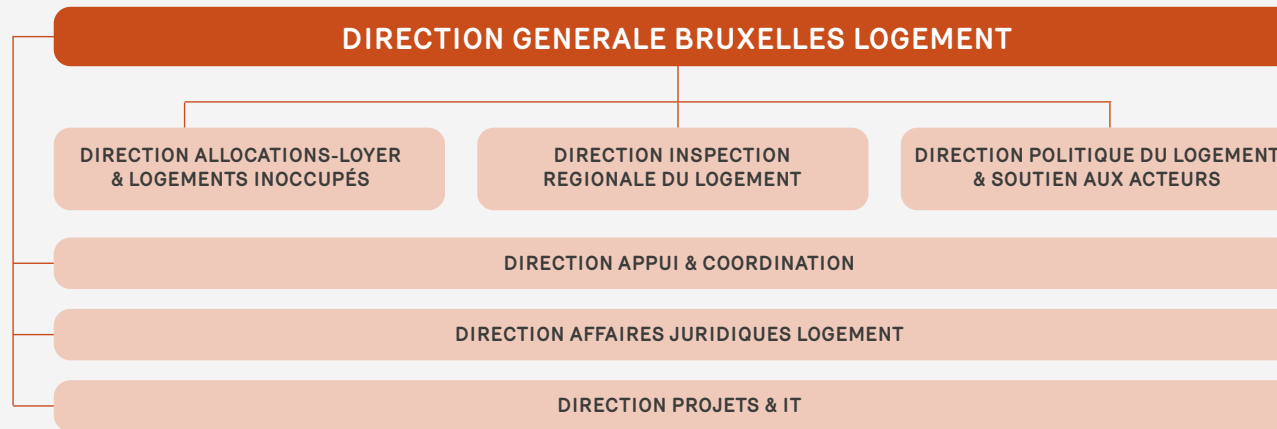 DIRECTION GENERALE BRUXELLES LOGEMENT
DIRECTION ALLOCATIONS-LOYER
& LOGEMENTS INOCCUPÉS
DIRECTION INSPECTION
REGIONALE DU LOGEMENT
DIRECTION POLITIQUE DU LOGEMENT
& SOUTIEN AUX ACTEURS
DIRECTION APPUI & COORDINATION
DIRECTION AFFAIRES JURIDIQUES LOGEMENT
DIRECTION PROJETS & IT